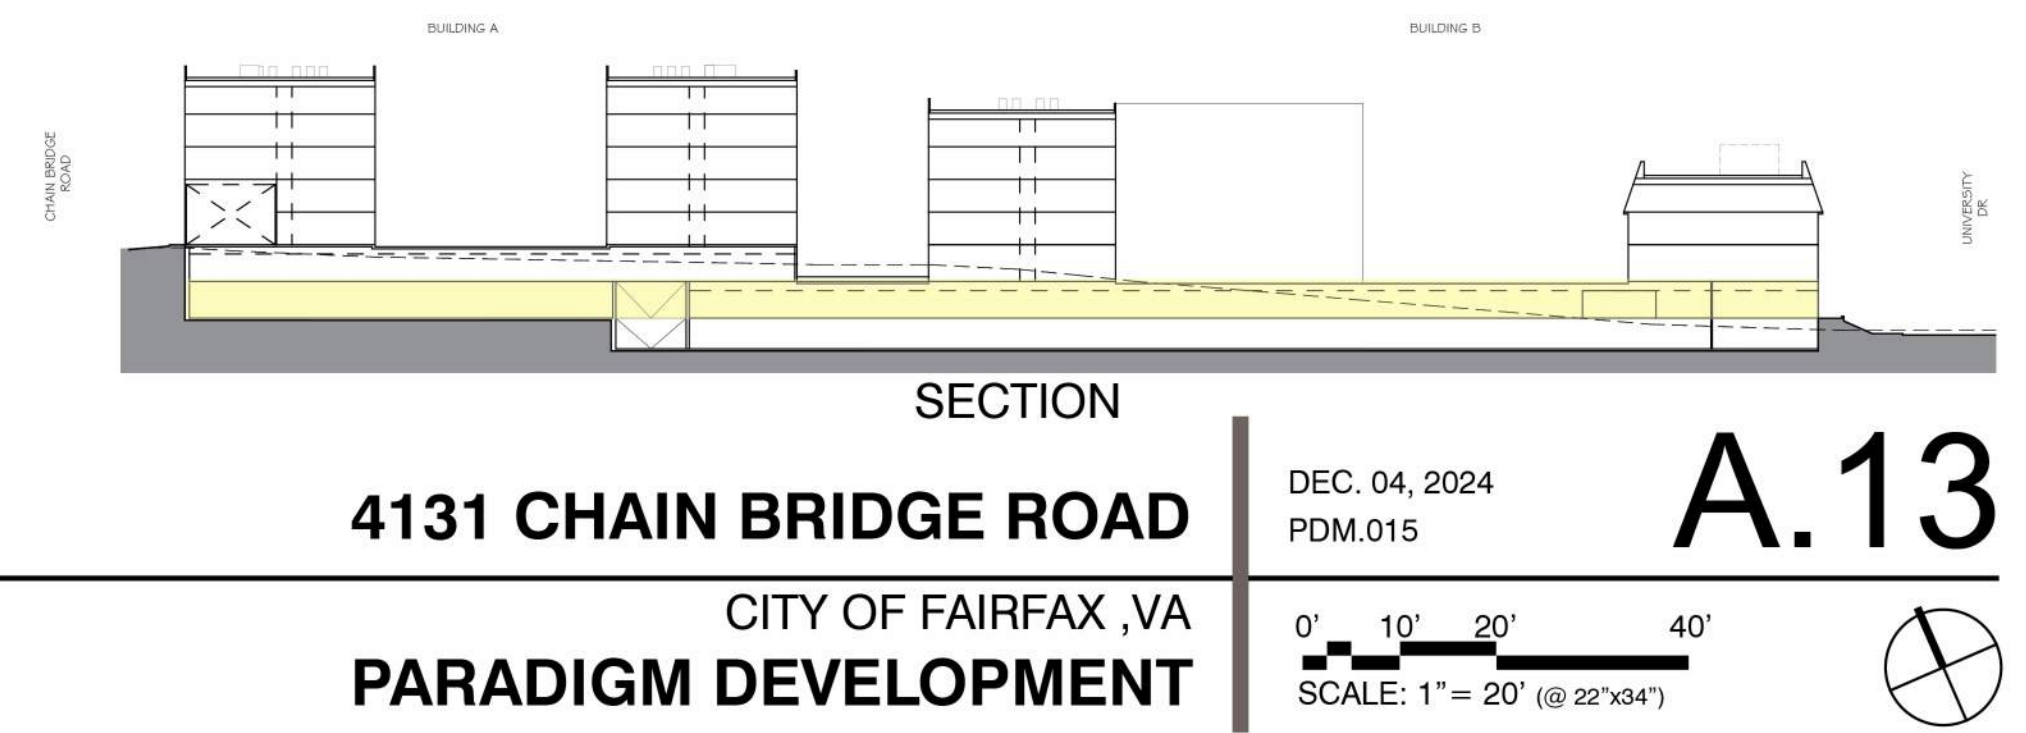 BUILDING A
BUILDING B
CHAIN BRIDGE
ROAD
UNIVERSITY
DR
SECTION
4131 CHAIN BRIDGE ROAD
DEC. 04, 2024
PDM.015
A.13
CITY OF FAIRFAX ,VA
PARADIGM DEVELOPMENT
0' 10' 20' 40'
SCALE: 1”= 20’ (@ 22”x34”)